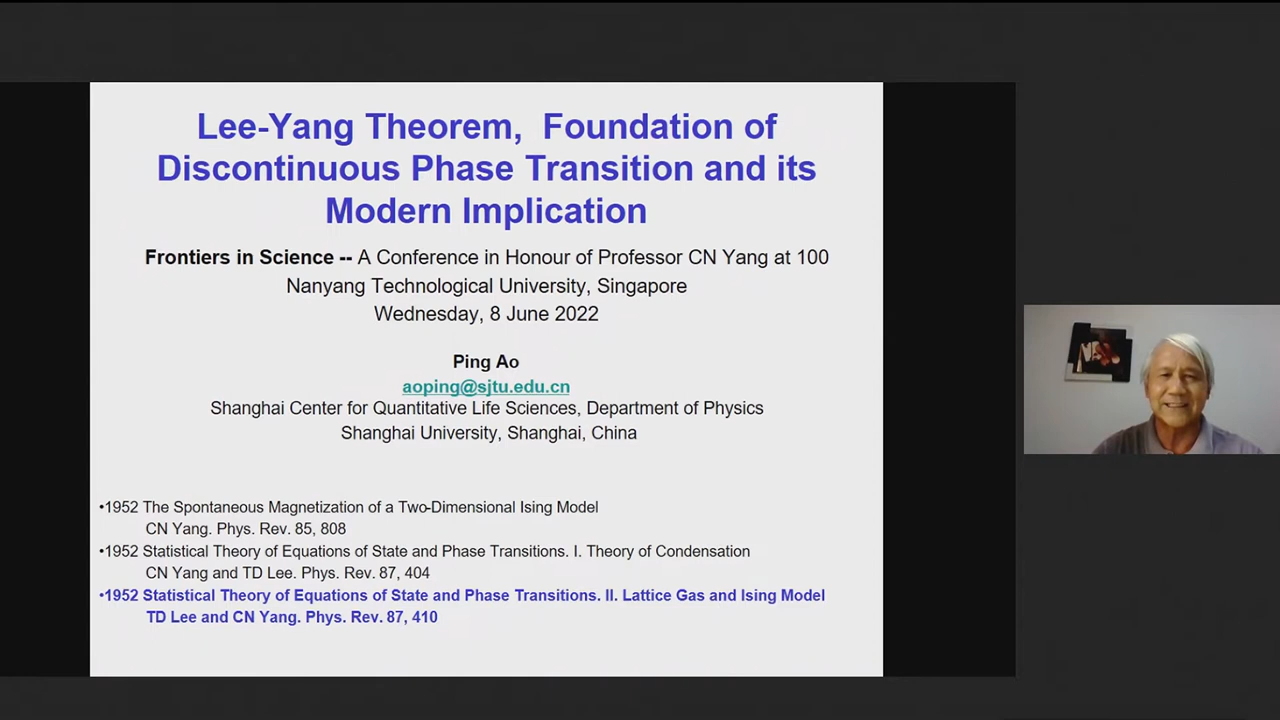 Lee-Yang Theorem, Foundation of
Discontinuous Phase Transition and its
Modern Implication
Frontiers in Science -- A Conference in Honour of Professor CN Yang at 100
Nanyang Technological University, Singapore
Wednesday, 8 June 2022
Ping Ao
aoping@sjtu.edu.cn
Shanghai Center for Quantitative Life Sciences, Department of Physics
Shanghai University, Shanghai, China
•1952 The Spontaneous Magnetization of a Two-Dimensional Ising Model
CN Yang. Phys. Rev. 85, 808
•1952 Statistical Theory of Equations of State and Phase Transitions. I. Theory of Condensation
CN Yang and TD Lee. Phys. Rev. 87, 404
•1952 Statistical Theory of Equations of State and Phase Transitions. II. Lattice Gas and Ising Model
TD Lee and CN Yang. Phys. Rev. 87, 410